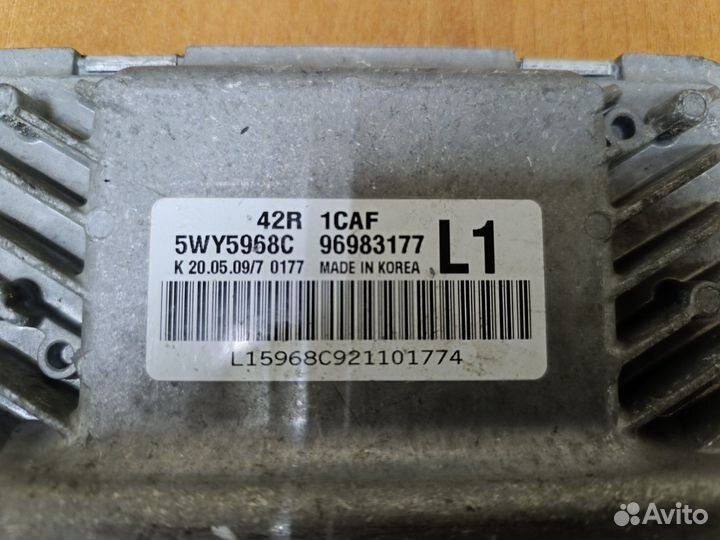 42R 1CAF
5WY5968C 96983177 L1
K 20.05.09/7 0177 MADE IN KOREA
L15968C921101774
Avito